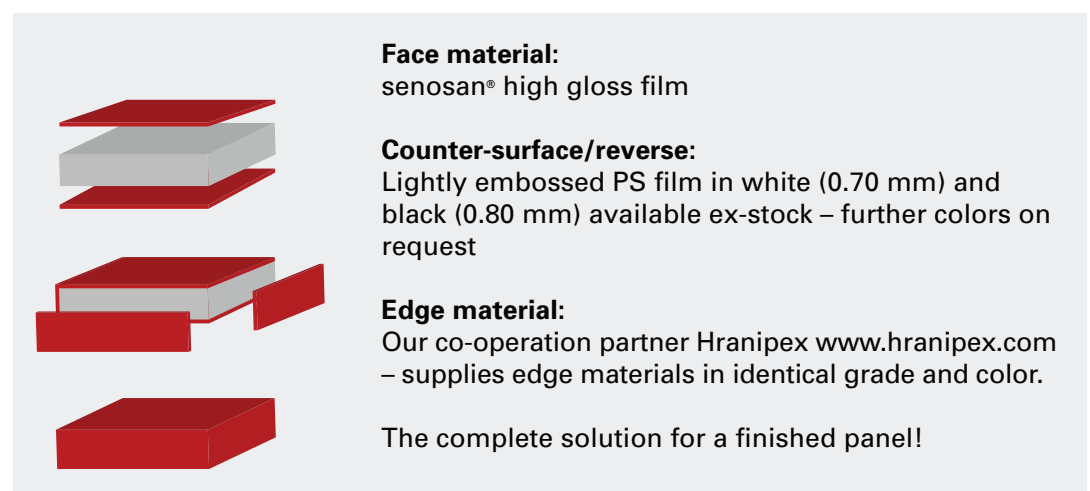 Face material:
senosan® high gloss film
Counter-surface/reverse:
Lightly embossed PS film in white (0.70 mm) and
black (0.80 mm) available ex-stock – further colors on
request
Edge material:
Our co-operation partner Hranipex www.hranipex.com
– supplies edge materials in identical grade and color.
The complete solution for a finished panel!